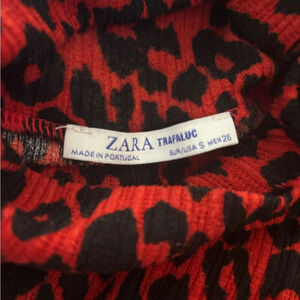 ZARA TRAFALUC
MADE IN PORTUGAL EUR/USA S MEX 26